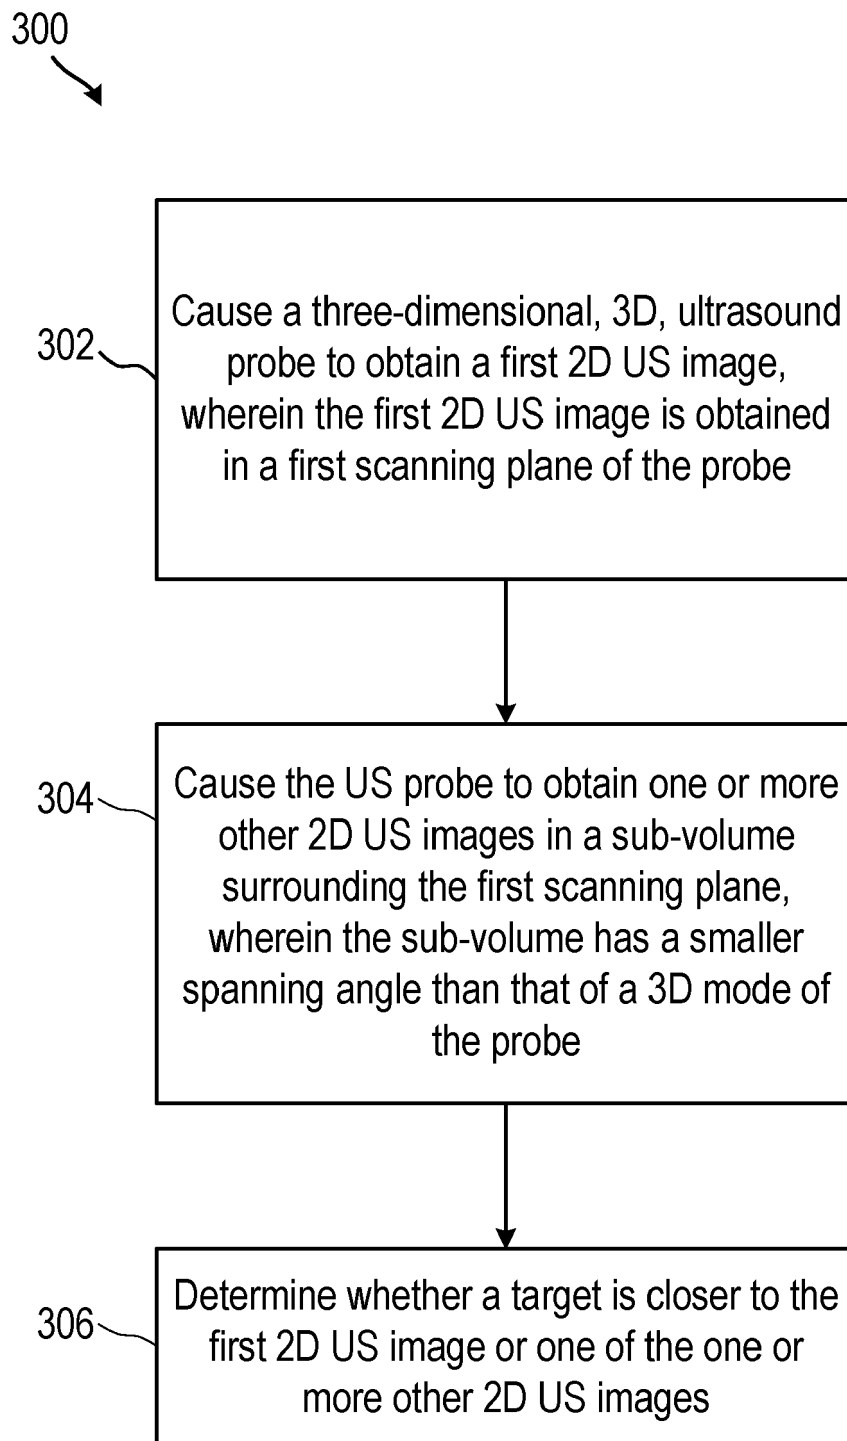 300
302
Cause a three-dimensional, 3D, ultrasound
probe to obtain a first 2D US image,
wherein the first 2D US image is obtained
in a first scanning plane of the probe
304
Cause the US probe to obtain one or more
other 2D US images in a sub-volume
surrounding the first scanning plane,
wherein the sub-volume has a smaller
spanning angle than that of a 3D mode of
the probe
306
Determine whether a target is closer to the
first 2D US image or one of the one or
more other 2D US images